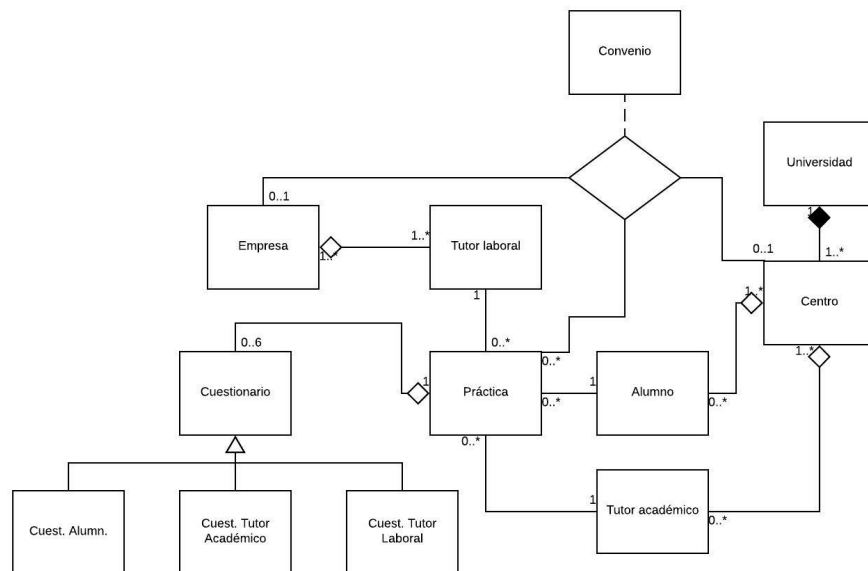 Convenio
Universidad
0..1
1
0..1
1..*
Empresa
1..*
1..*
Tutor laboral
1..*
Centro
1
1..*
0..6
0..*
0..*
Cuestionario
1
Práctica
0..*
1
Alumno
0..*
0..*
Cuest. Alumn.
Cuest. Tutor
Académico
Cuest. Tutor
Laboral
1
Tutor académico
0..*